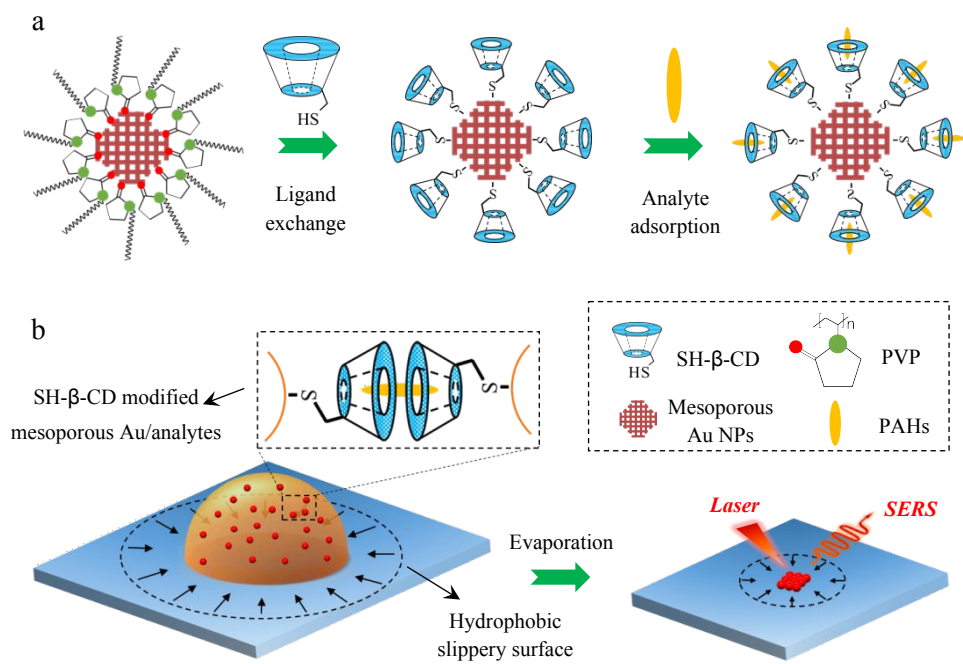 a
HS
Ligand
exchange
S
S
S
S
S
S
S
S
Analyte
adsorption
S
S
S
S
S
S
S
S
b
SH-β-CD modified
mesoporous Au/analytes
S
S
HS
SH-β-CD
n
PVP
Mesoporous
Au NPs
PAHs
Evaporation
Hydrophobic
slippery surface
Laser
SERS